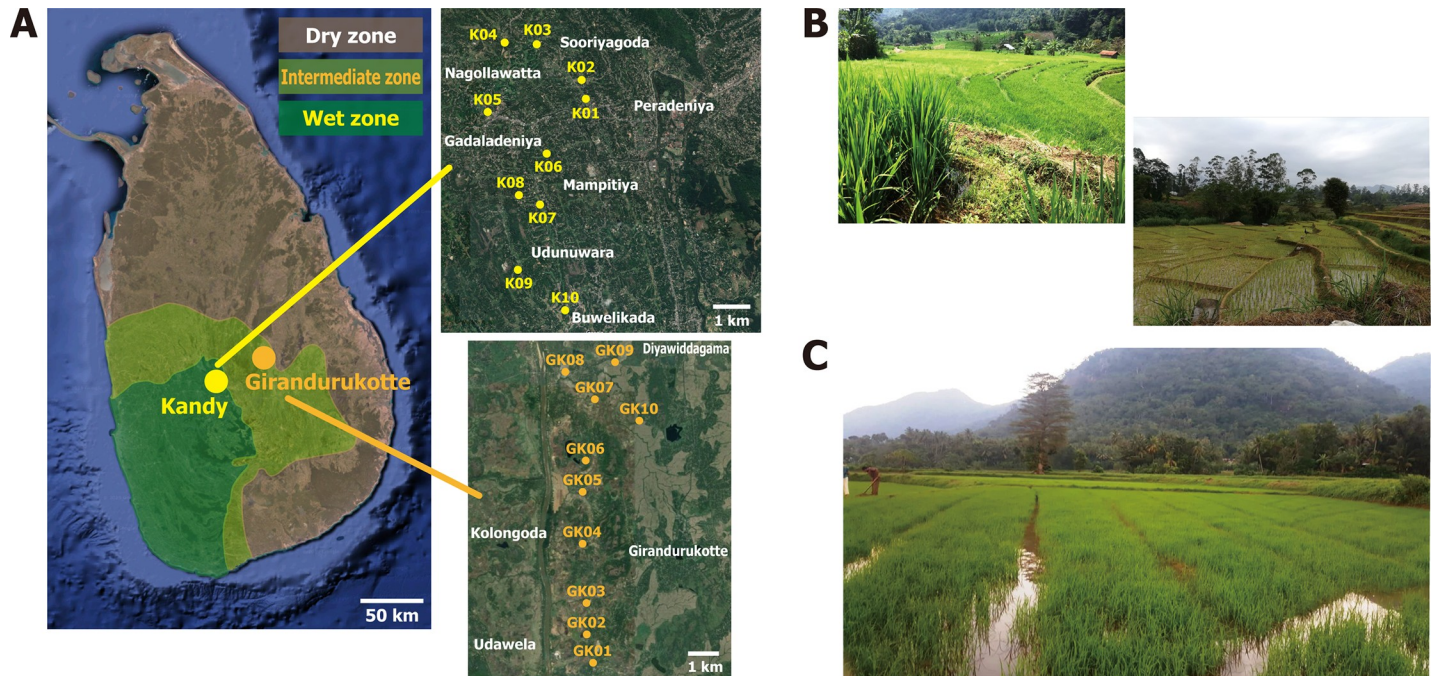 A
Dry zone
Intermediate zone
Wet zone
Kandy
Girandurukotte
50 km
K04
K03
Sooriyagoda
Nagollawatta
K02
K05
K01
Peradeniya
Gadaladeniya
K06
K08
Mampitiya
K07
Udunuwara
K09
K10
Buwelikada
1 km
Diyawiddagama
GK09
GK08
GK07
GK10
GK06
GK05
Kolongoda
GK04
Girandurukotte
GK03
GK02
Udawela
GK01
1 km
B
C